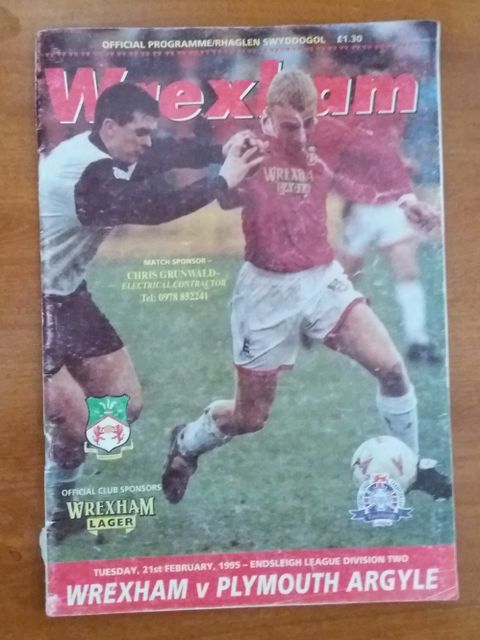 OFFICIAL PROGRAMME/RHAGLEN SWYDDOGOL £1.30
Wrexham
WREXHAM
LAGER
MATCH SPONSOR -
CHRIS GRUNWALD-
ELECTRICAL CONTRACTOR
Tel: 0978 852241
OFFICIAL CLUB SPONSORS
WREXHAM
LAGER
TUESDAY, 21st FEBRUARY, 1995 - ENDSLEIGH LEAGUE DIVISION TWO
WREXHAM v PLYMOUTH ARGYLE